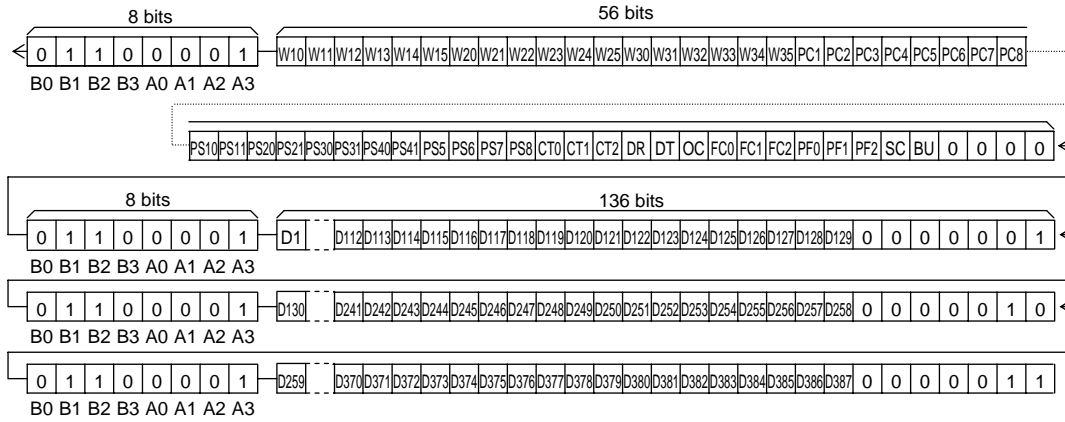 8 bits 56 bits
0 1 1 0 0 0 0 1 W10 W11 W12 W13 W14 W15 W20 W21 W22 W23 W24 W25 W30 W31 W32 W33 W34 W35 PC1 PC2 PC3 PC4 PC5 PC6 PC7 PC8
B0 B1 B2 B3 A0 A1 A2 A3
PS10 PS11 PS20 PS21 PS30 PS31 PS40 PS41 PS5 PS6 PS7 PS8 CT0 CT1 CT2 DR DT OC FC0 FC1 FC2 PF0 PF1 PF2 SC BU 0 0 0 0
8 bits 136 bits
0 1 1 0 0 0 0 1 D1 D112 D113 D114 D115 D116 D117 D118 D119 D120 D121 D122 D123 D124 D125 D126 D127 D128 D129 0 0 0 0 0 0 1
B0 B1 B2 B3 A0 A1 A2 A3
0 1 1 0 0 0 0 1 D130 D241 D242 D243 D244 D245 D246 D247 D248 D249 D250 D251 D252 D253 D254 D255 D256 D257 D258 0 0 0 0 0 1 0
B0 B1 B2 B3 A0 A1 A2 A3
0 1 1 0 0 0 0 1 D259 D370 D371 D372 D373 D374 D375 D376 D377 D378 D379 D380 D381 D382 D383 D384 D385 D386 D387 0 0 0 0 0 1 1
B0 B1 B2 B3 A0 A1 A2 A3